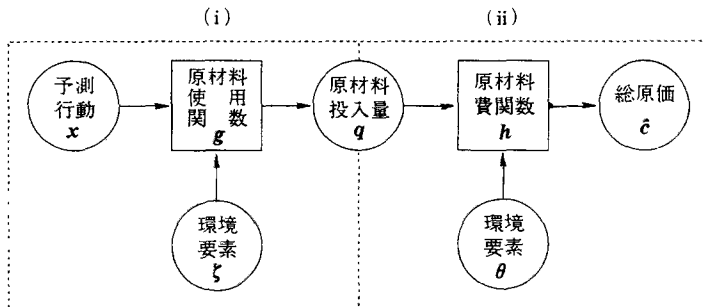 (i)
(ii)
予測
行動
x
原材料
使用
関数
g
原材料
投入量
q
原材料
費関数
h
総原価
ĉ
環境
要素
ζ
環境
要素
θ